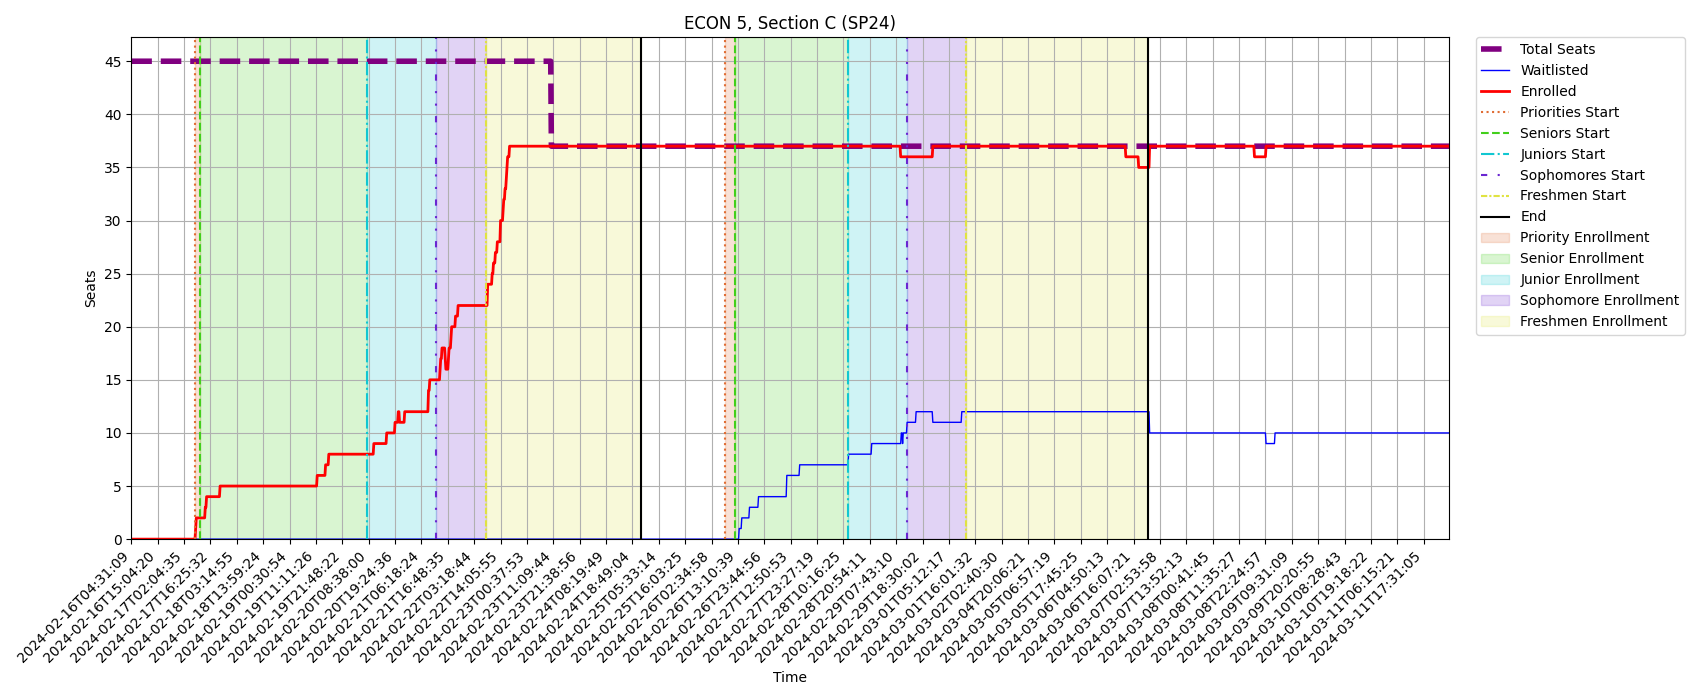 ECON 5, Section C (SP24)
45
40
35
30
25
20
15
10
5
0
Seats
2024-02-16T04:31:09
2024-02-16T15:04:20
2024-02-17T02:04:35
2024-02-17T16:25:32
2024-02-18T03:14:55
2024-02-18T13:59:24
2024-02-19T00:30:54
2024-02-19T11:11:26
2024-02-19T21:48:22
2024-02-20T08:38:00
2024-02-20T19:24:36
2024-02-21T06:18:24
2024-02-21T16:48:35
2024-02-22T03:18:44
2024-02-22T14:05:55
2024-02-23T00:37:53
2024-02-23T11:09:44
2024-02-23T21:38:56
2024-02-24T08:19:49
2024-02-24T18:49:04
2024-02-25T05:33:14
2024-02-25T16:03:25
2024-02-26T02:34:58
2024-02-26T13:10:39
2024-02-26T23:44:56
2024-02-27T12:50:53
2024-02-27T23:27:19
2024-02-28T10:16:25
2024-02-28T20:54:11
2024-02-29T07:43:10
2024-02-29T18:30:02
2024-03-01T05:12:17
2024-03-01T16:01:32
2024-03-02T02:40:30
2024-03-04T20:06:21
2024-03-05T06:57:19
2024-03-05T17:45:25
2024-03-06T04:50:13
2024-03-06T16:07:21
2024-03-07T02:53:58
2024-03-07T13:52:13
2024-03-08T00:41:45
2024-03-08T11:35:27
2024-03-08T22:24:57
2024-03-09T09:31:09
2024-03-09T20:20:55
2024-03-10T08:28:43
2024-03-10T19:18:22
2024-03-11T06:15:21
2024-03-11T17:31:05
Time
Total Seats
Waitlisted
Enrolled
Priorities Start
Seniors Start
Juniors Start
Sophomores Start
Freshmen Start
End
Priority Enrollment
Senior Enrollment
Junior Enrollment
Sophomore Enrollment
Freshmen Enrollment